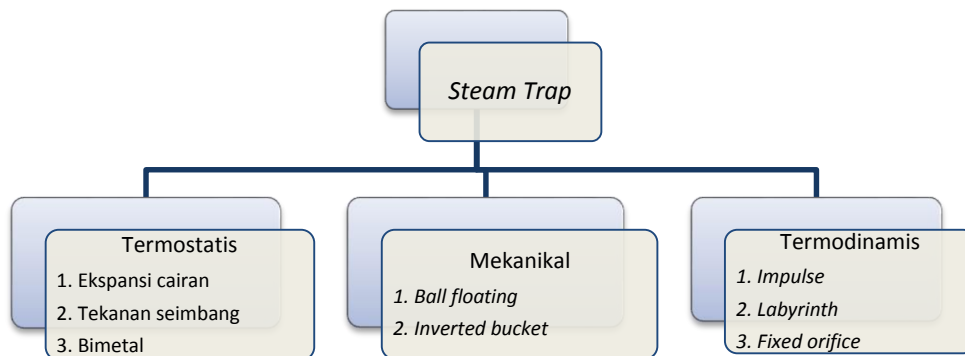 Steam Trap
Termostatis
1. Ekspansi cairan
2. Tekanan seimbang
3. Bimetal
Mekanikal
1. Ball floating
2. Inverted bucket
Termodinamis
1. Impulse
2. Labyrinth
3. Fixed orifice